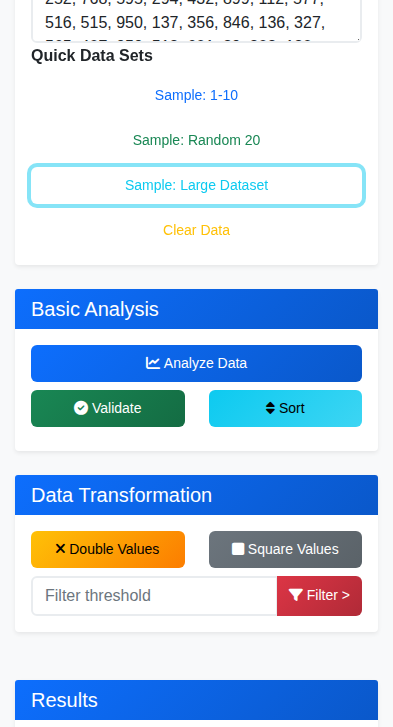 516, 515, 950, 137, 356, 846, 136, 327,
Quick Data Sets
Sample: 1-10
Sample: Random 20
Sample: Large Dataset
Clear Data
Basic Analysis
Analyze Data
Validate
Sort
Data Transformation
Double Values
Square Values
Filter threshold
Filter >
Results